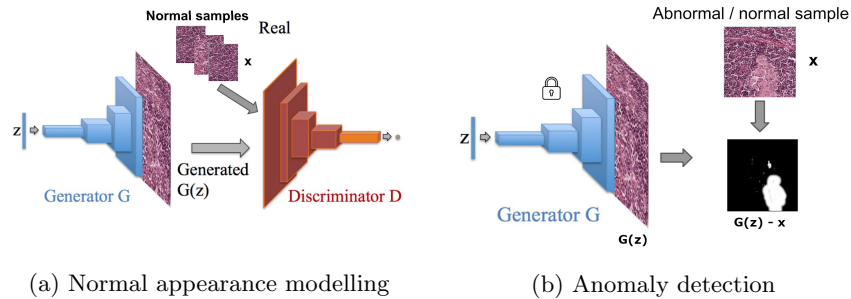 Normal samples
Real
x
z
Generated
G(z)
Generator G
Discriminator D
(a) Normal appearance modelling
Abnormal / normal sample
x
z
Generator G
G(z)
G(z) - x
(b) Anomaly detection